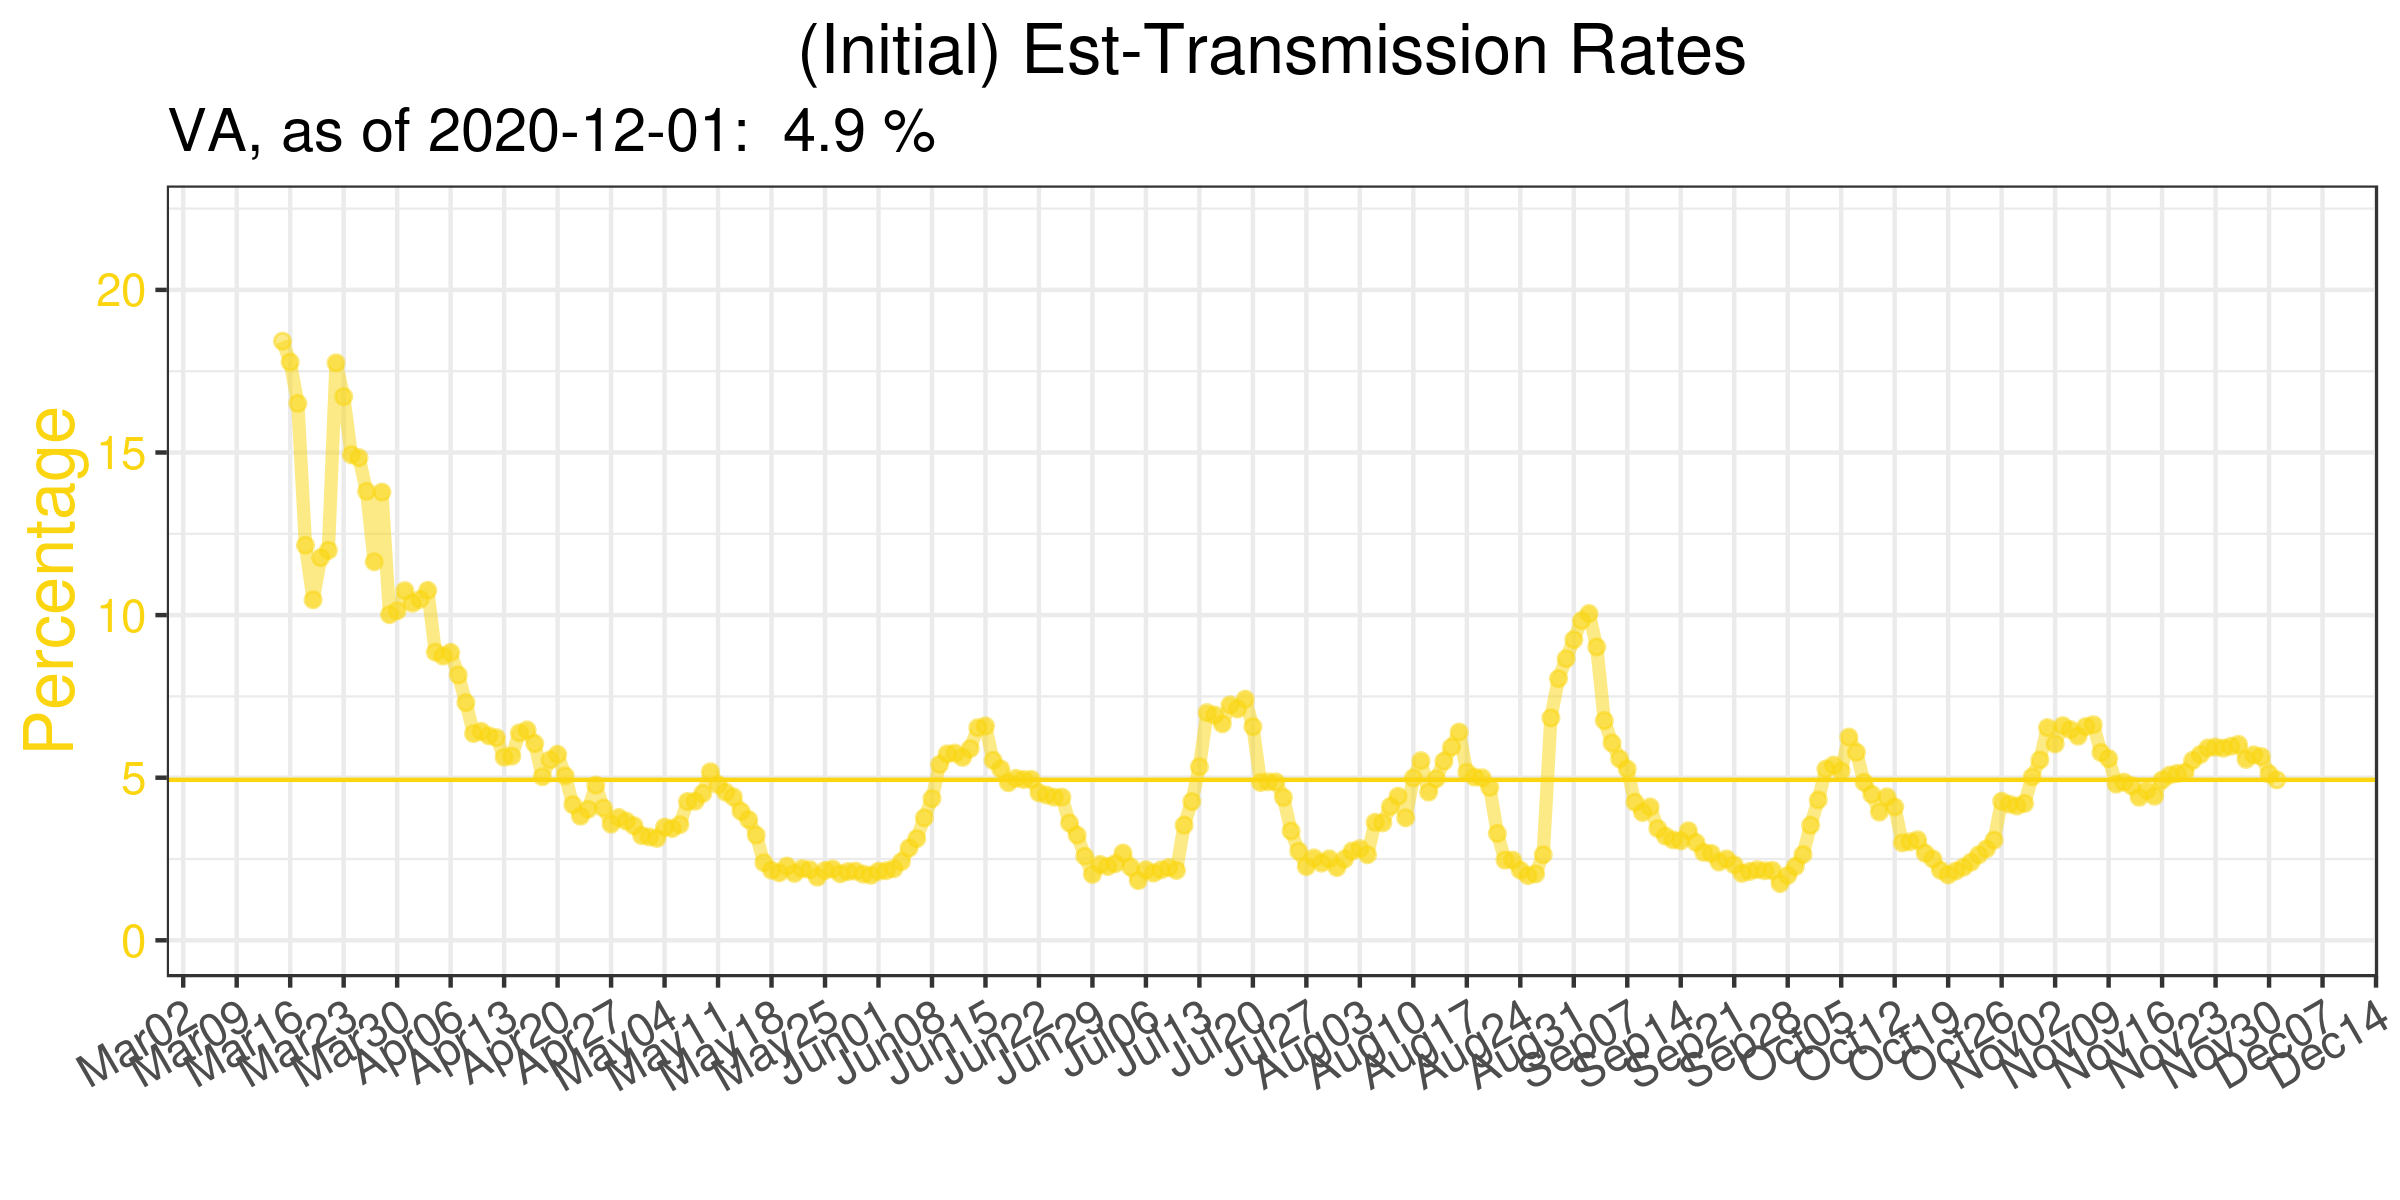 (Initial) Est-Transmission Rates
VA, as of 2020-12-01:  4.9 %
Percentage
20
15
10
5
0
Mar02
Mar09
Mar16
Mar23
Mar30
Apr06
Apr13
Apr20
Apr27
May04
May11
May18
May25
Jun01
Jun08
Jun15
Jun22
Jun29
Jul06
Jul13
Jul20
Jul27
Aug03
Aug10
Aug17
Aug24
Aug31
Sep07
Sep14
Sep21
Sep28
Oct05
Oct12
Oct19
Oct26
Nov02
Nov09
Nov16
Nov23
Nov30
Dec07
Dec14